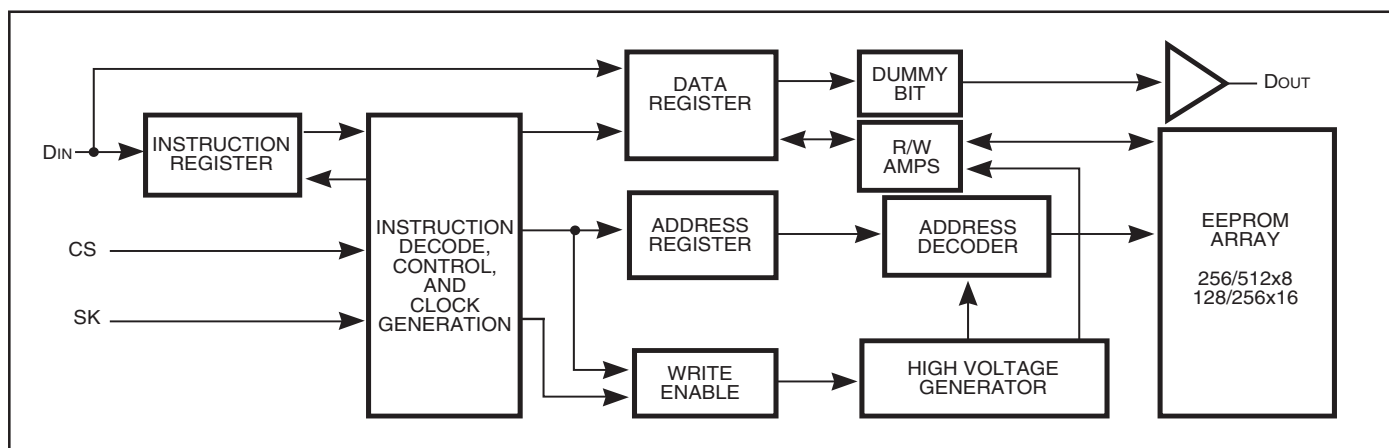 DATA
REGISTER
DUMMY
BIT
DOUT
DIN
INSTRUCTION
REGISTER
R/W
AMPS
CS
SK
INSTRUCTION
DECODE,
CONTROL,
AND
CLOCK
GENERATION
ADDRESS
REGISTER
ADDRESS
DECODER
EEPROM
ARRAY
256/512x8
128/256x16
WRITE
ENABLE
HIGH VOLTAGE
GENERATOR